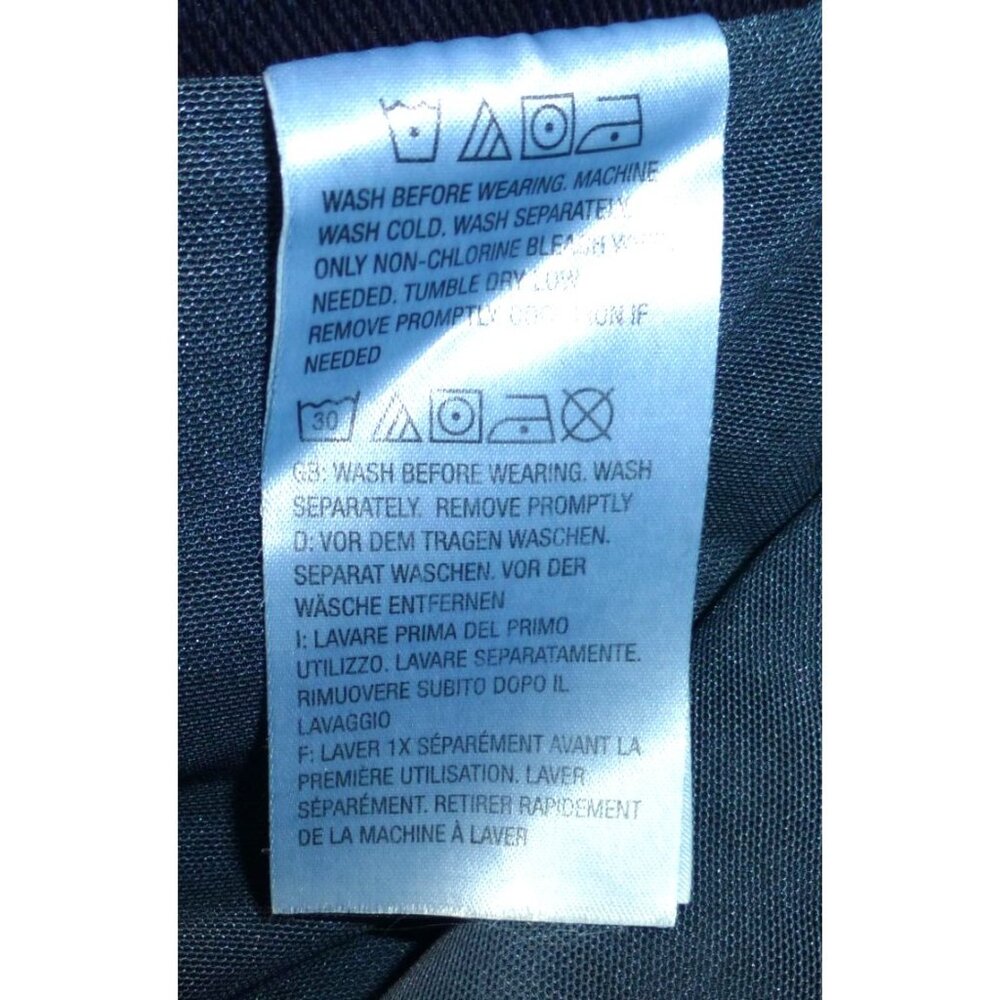 WASH BEFORE WEARING. MACHINE
WASH COLD. WASH SEPARATELY.
ONLY NON-CHLORINE BLEACH WHEN
NEEDED. TUMBLE DRY LOW
REMOVE PROMPTLY COOL IRON IF
NEEDED
30
GB: WASH BEFORE WEARING. WASH
SEPARATELY. REMOVE PROMPTLY
D: VOR DEM TRAGEN WASCHEN.
SEPARAT WASCHEN. VOR DER
WÄSCHE ENTFERNEN
I: LAVARE PRIMA DEL PRIMO
UTILIZZO. LAVARE SEPARATAMENTE.
RIMUOVERE SUBITO DOPO IL
LAVAGGIO
F: LAVER 1X SÉPARÉMENT AVANT LA
PREMIÈRE UTILISATION. LAVER
SÉPARÉMENT. RETIRER RAPIDEMENT
DE LA MACHINE À LAVER